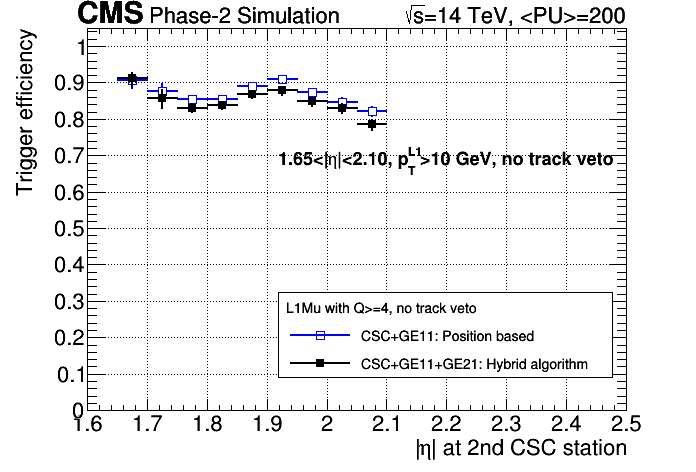 CMS Phase-2 Simulation √s=14 TeV, <PU>=200
Trigger efficiency
1
0.9
0.8
0.7
0.6
0.5
0.4
0.3
0.2
0.1
0
1.65<|η|<2.10, p_T^L1>10 GeV, no track veto
L1Mu with Q>=4, no track veto
CSC+GE11: Position based
CSC+GE11+GE21: Hybrid algorithm
1.6 1.7 1.8 1.9 2 2.1 2.2 2.3 2.4 2.5
|η| at 2nd CSC station